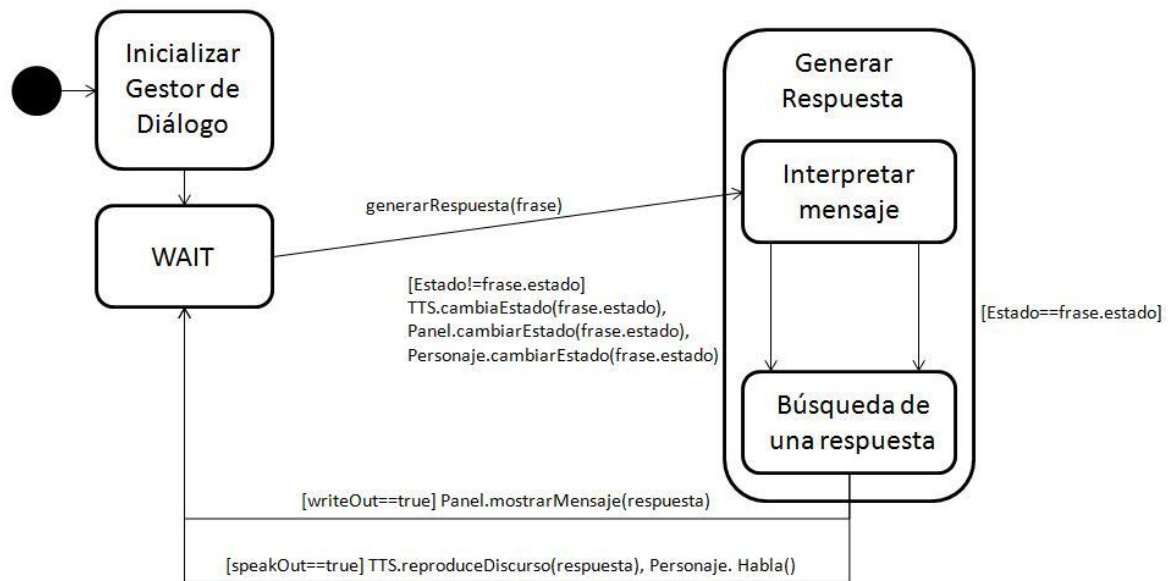 Inicializar
Gestor de
Diálogo
WAIT
generarRespuesta(frase)
Generar
Respuesta
Interpretar
mensaje
[Estado!=frase.estado]
TTS.cambiaEstado(frase.estado),
Panel.cambiarEstado(frase.estado),
Personaje.cambiarEstado(frase.estado)
[Estado==frase.estado]
Búsqueda de
una respuesta
[writeOut==true] Panel.mostrarMensaje(respuesta)
[speakOut==true] TTS.reproduceDiscurso(respuesta), Personaje. Habla()